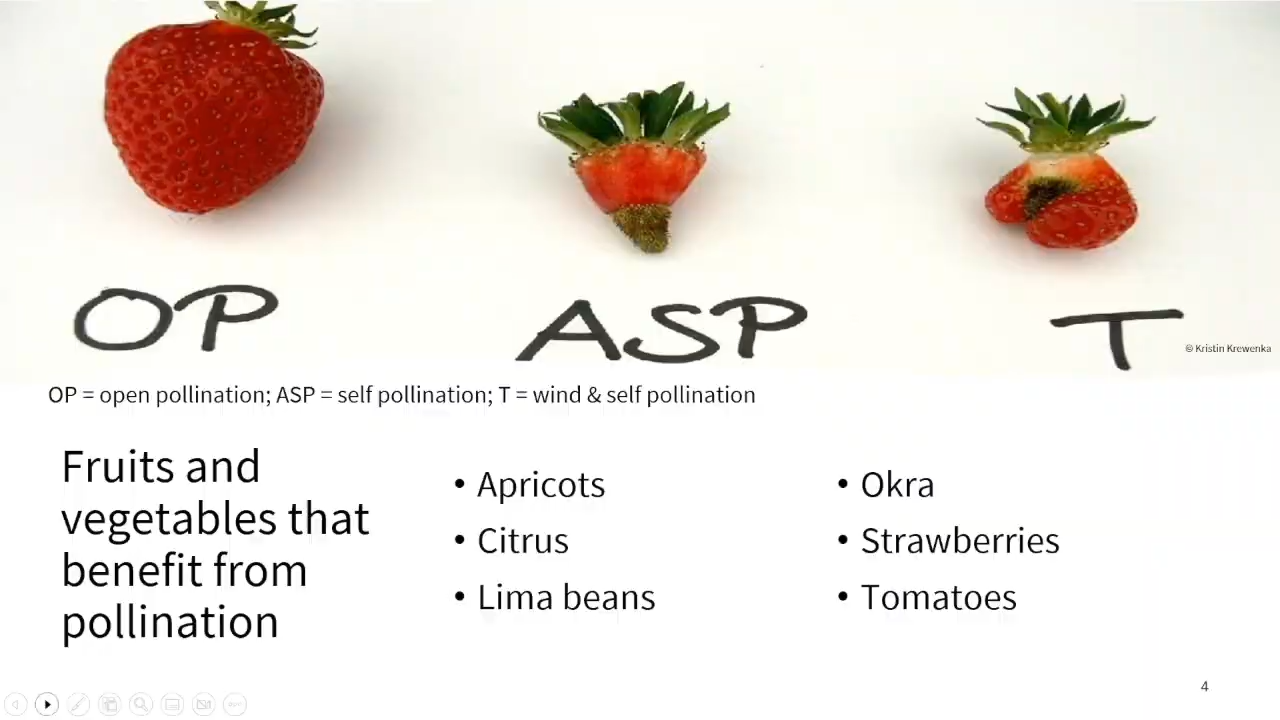 OP
ASP
T
© Kristin Krewenka
OP = open pollination; ASP = self pollination; T = wind & self pollination
Fruits and
vegetables that
benefit from
pollination
• Apricots
• Citrus
• Lima beans
• Okra
• Strawberries
• Tomatoes
4